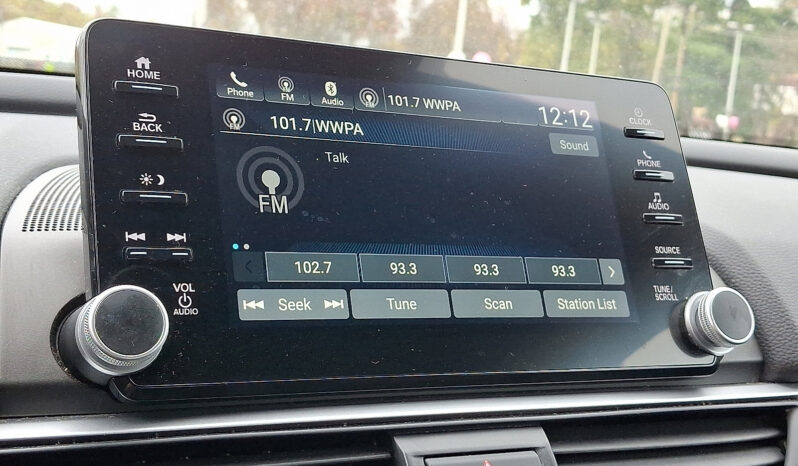 HOME
BACK
VOL
AUDIO
Phone
FM
Audio
101.7 WWPA
12:12
FM
101.7|WWPA
Sound
Talk
FM
102.7 93.3 93.3 93.3
Seek Tune Scan Station List
CLOCK
PHONE
AUDIO
SOURCE
TUNE/
SCROLL